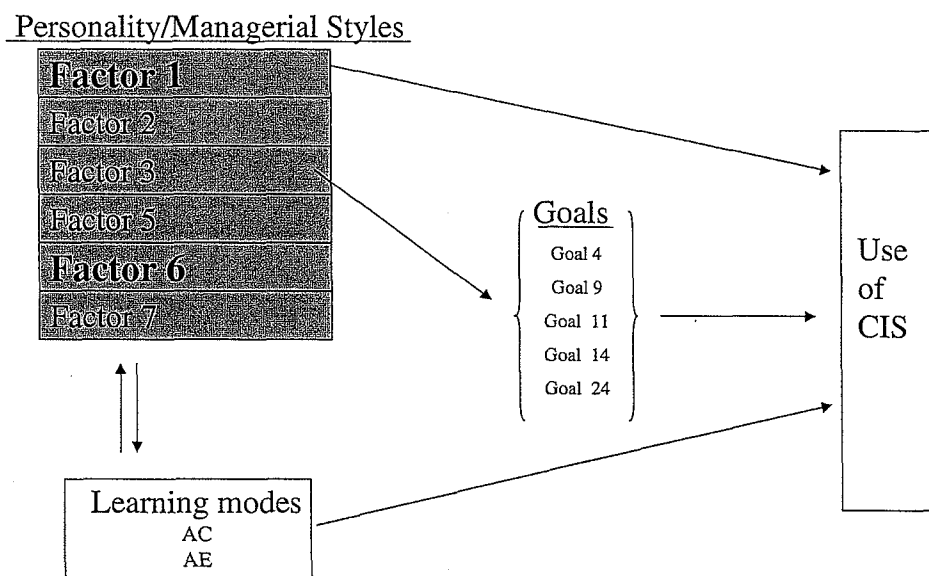 Personality/Managerial Styles
Factor 1
Factor 2
Factor 3
Factor 5
Factor 6
Factor 7
Goals
Goal 4
Goal 9
Goal 11
Goal 14
Goal 24
Use
of
CIS
Learning modes
AC
AE